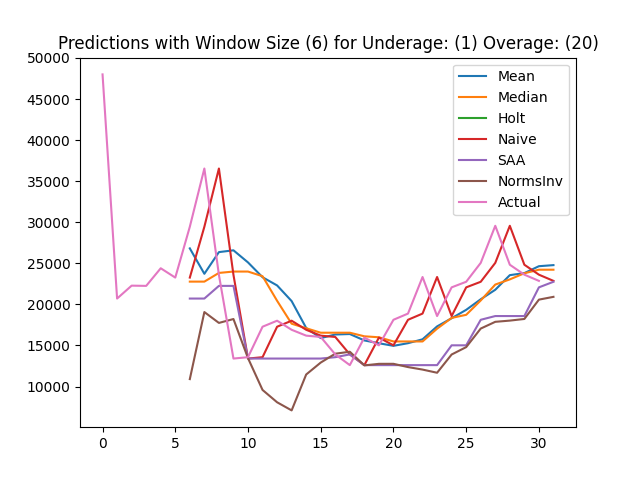 Predictions with Window Size (6) for Underage: (1) Overage: (20)
50000
45000
40000
35000
30000
25000
20000
15000
10000
0
5
10
15
20
25
30
Mean
Median
Holt
Naive
SAA
NormsInv
Actual